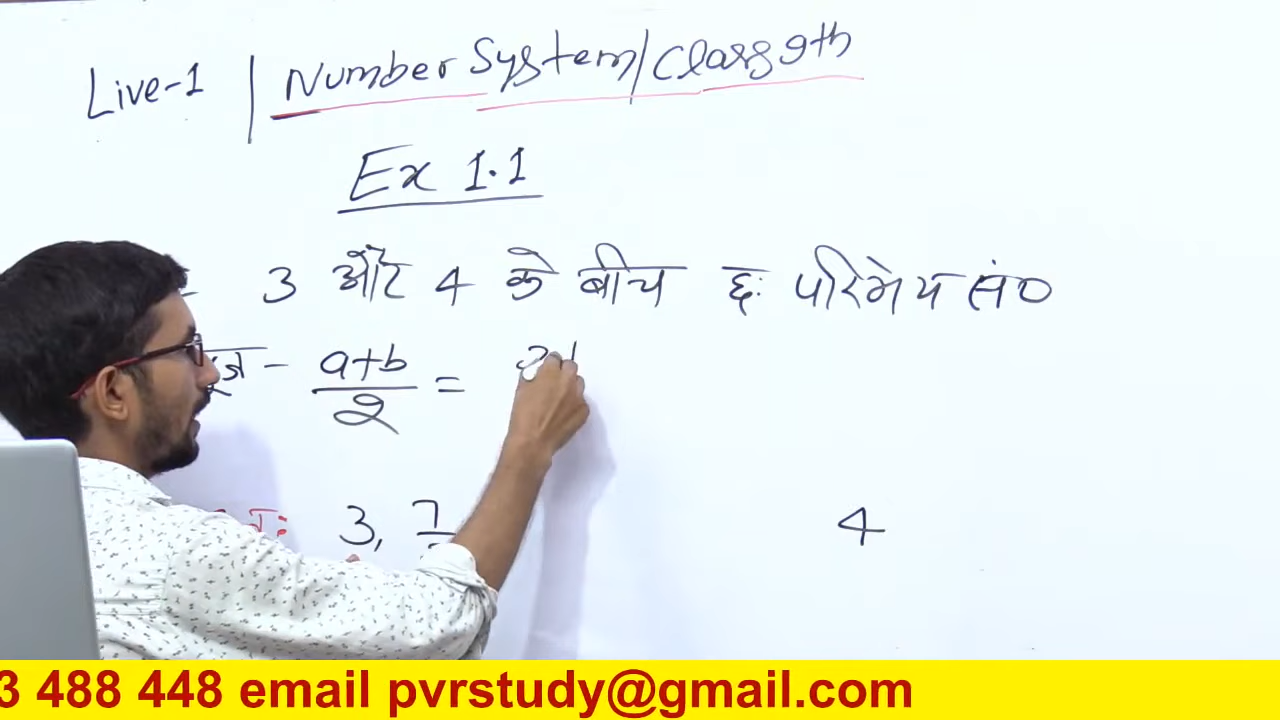 Live-1 | Number System/Class 9th
Ex 1.1
- 3 और 4 के बीच छः परिमेय सं०
सूत्र - a+b/2 = 3+
3, 7 4
3 488 448 email pvrstudy@gmail.com